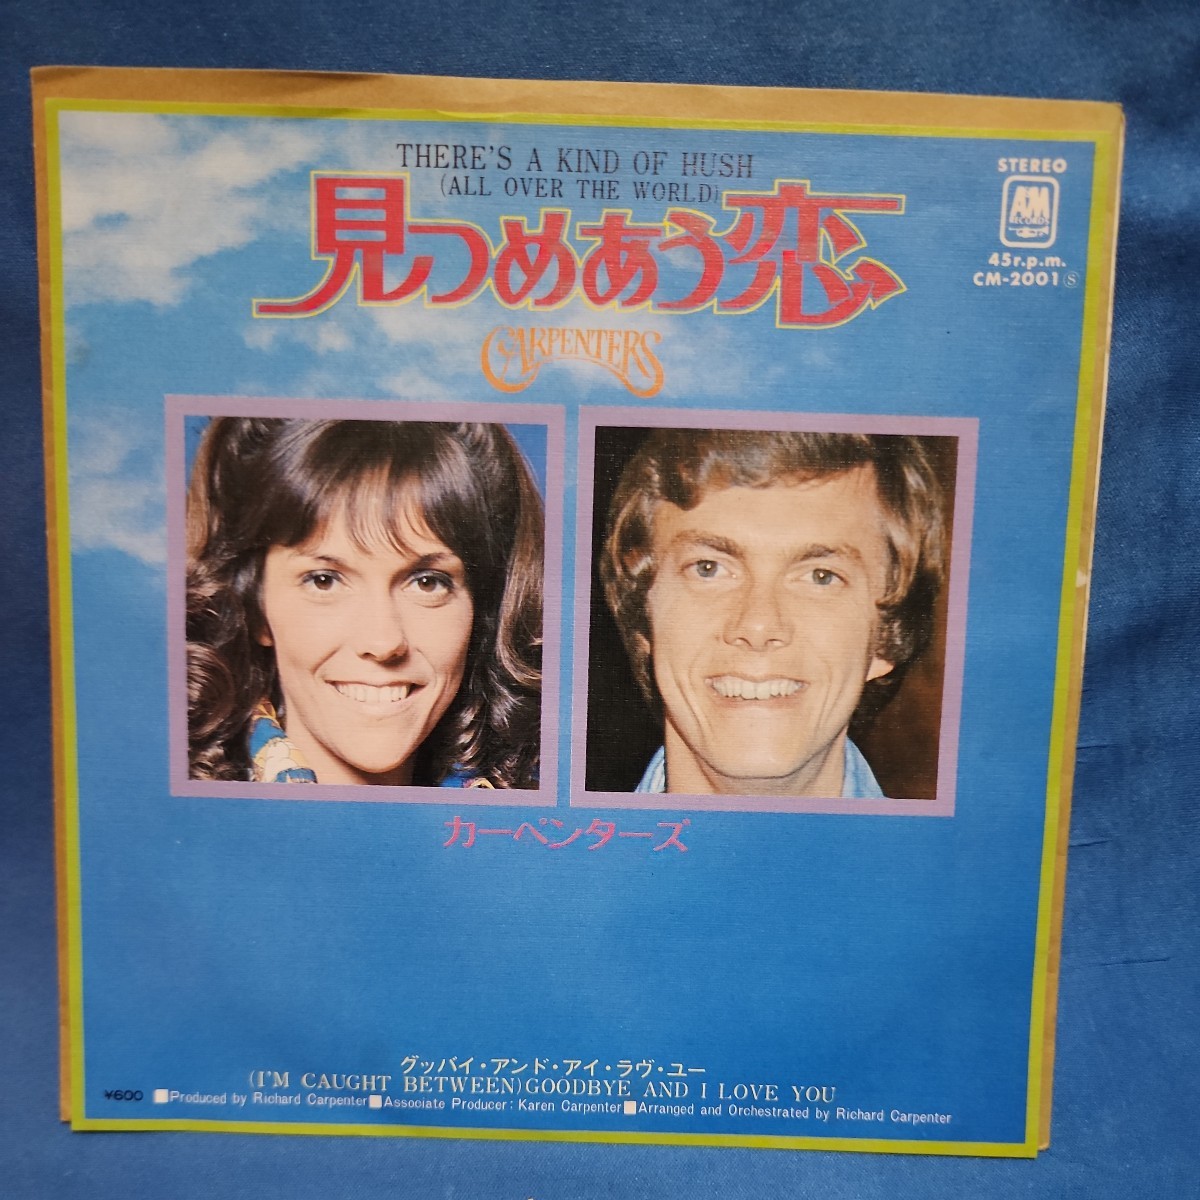 THERE'S A KIND OF HUSH
(ALL OVER THE WORLD)
見つめあう恋
CARPENTERS
STEREO
A&M
RECORDS
45r.p.m.
CM-2001Ⓢ
カーペンターズ
グッバイ・アンド・アイ・ラヴ・ユー
(I'M CAUGHT BETWEEN) GOODBYE AND I LOVE YOU
¥600 ■Produced by Richard Carpenter■Associate Producer: Karen Carpenter■Arranged and Orchestrated by Richard Carpenter